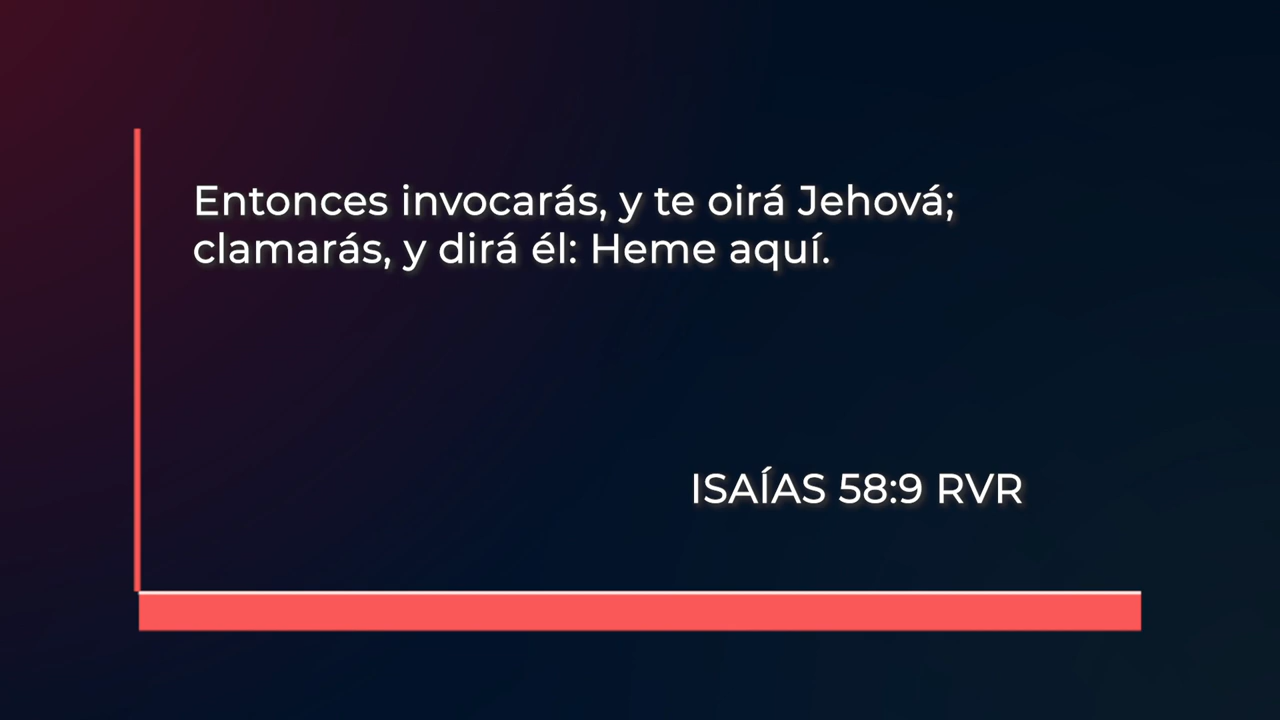 Entonces invocarás, y te oirá Jehová;
clamarás, y dirá él: Heme aquí.
ISAÍAS 58:9 RVR